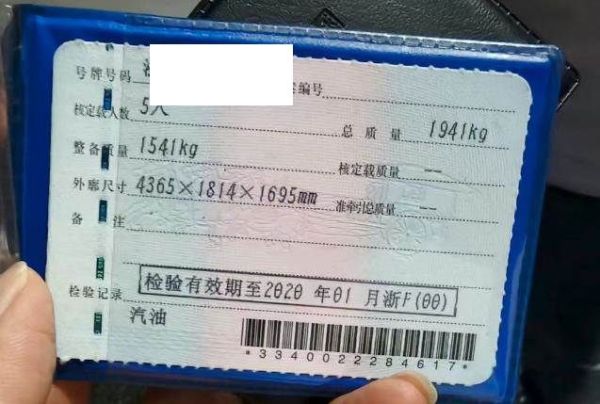 号牌号码 编号
核定载人数 5人 总质量 1941kg
整备质量 1541kg 核定载质量 --
外廓尺寸 4365×1814×1695mm 准牵引总质量 --
备注
检验记录 检验有效期至2020年01月浙F(00)
汽油
*3340022284617*